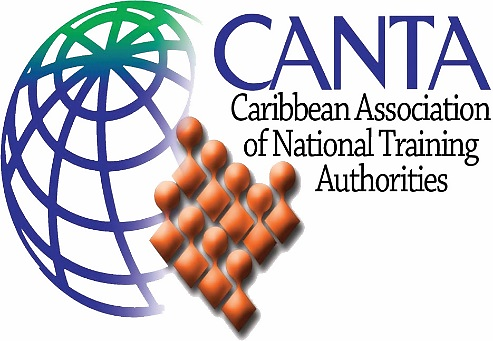 CANTA
Caribbean Association
of National Training
Authorities